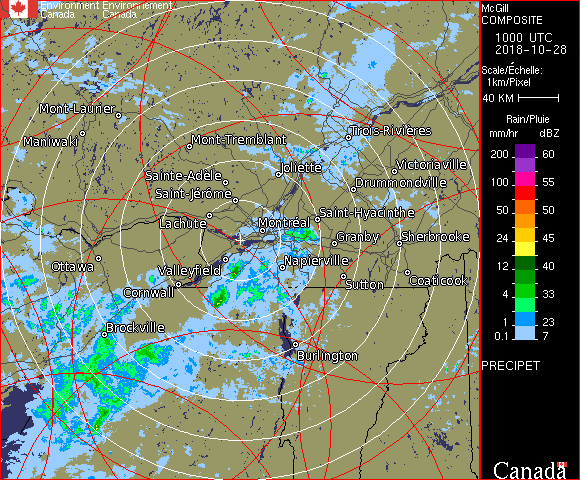 Environment Environnement
Canada Canada
McGill
COMPOSITE
1000 UTC
2018-10-28
Scale/Échelle:
1km/Pixel
40 KM
Rain/Pluie
mm/hr dBZ
200 60
100 55
50 50
24 45
12 40
4 33
1 23
0.1 7
PRECIPET
Canada
Mont-Laurier
Maniwaki
Mont-Tremblant
Trois-Rivières
Sainte-Adèle
Joliette
Victoriaville
Saint-Jérôme
Drummondville
Lachute
Montréal
Saint-Hyacinthe
Granby
Sherbrooke
Ottawa
Valleyfield
Napierville
Cornwall
Sutton
Coaticook
Brockville
Burlington